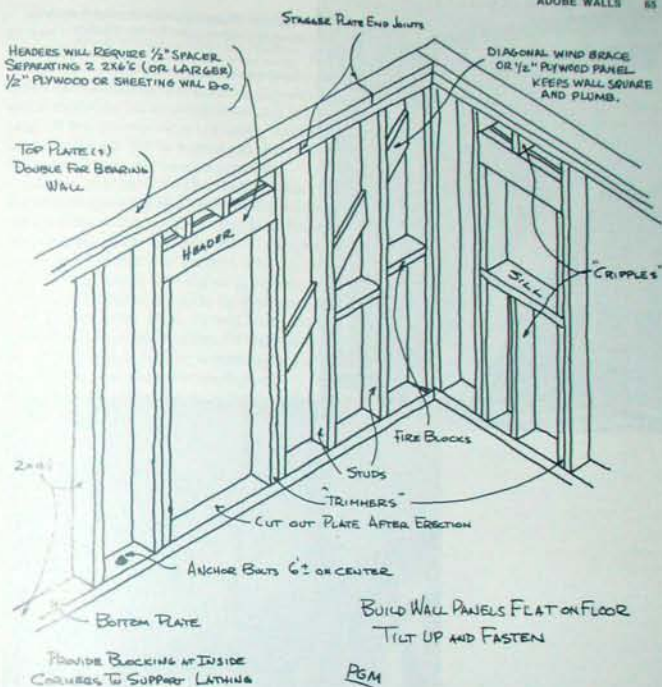 ADOBE WALLS 65
STAGGER PLATE END JOINTS
HEADERS WILL REQUIRE 1/2" SPACER
SEPARATING 2 2X6'S (OR LARGER)
1/2" PLYWOOD OR SHEETING WILL DO.
DIAGONAL WIND BRACE
OR 1/2" PLYWOOD PANEL
KEEPS WALL SQUARE
AND PLUMB.
TOP PLATE(S)
DOUBLE FOR BEARING
WALL
HEADER
"CRIPPLES"
SILL
FIRE BLOCKS
STUDS
"TRIMMERS"
CUT OUT PLATE AFTER ERECTION
ANCHOR BOLTS 6'± ON CENTER
BOTTOM PLATE
BUILD WALL PANELS FLAT ON FLOOR
TILT UP AND FASTEN
PROVIDE BLOCKING AT INSIDE
CORNERS TO SUPPORT LATHING
PGM